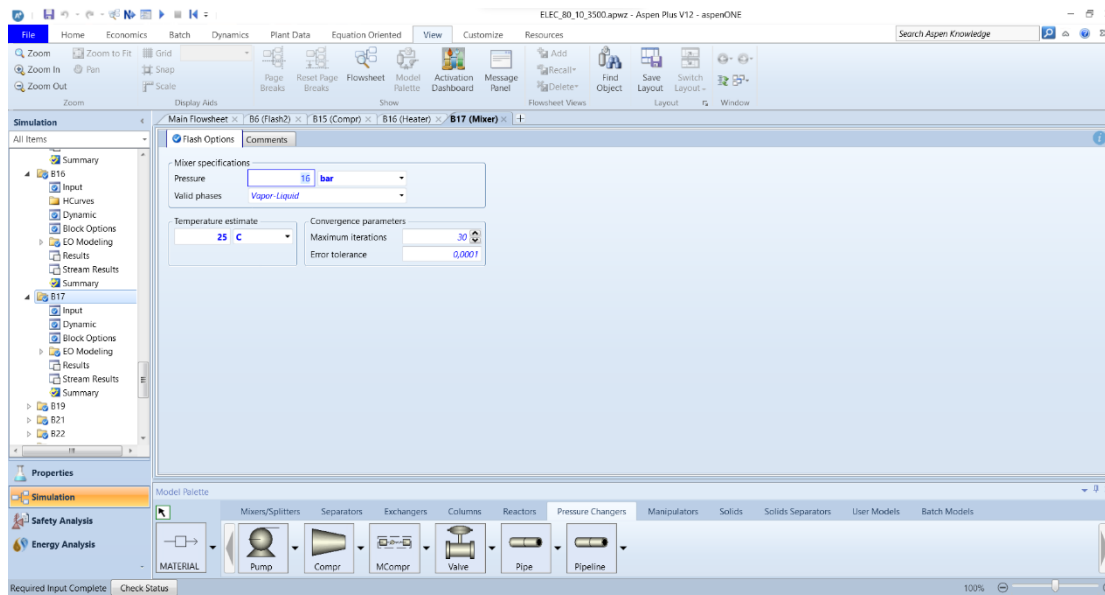 ELEC_80_10_3500.apwz - Aspen Plus V12 - aspenONE
File Home Economics Batch Dynamics Plant Data Equation Oriented View Customize Resources Search Aspen Knowledge
Zoom Zoom to Fit Grid Add
Zoom In Pan Snap Recall
Zoom Out Scale Page Breaks Reset Page Breaks Flowsheet Model Palette Activation Dashboard Message Panel Delete Find Object Save Layout Switch Layout
Zoom Display Aids Show Flowsheet Views Layout Window
Simulation Main Flowsheet B6 (Flash2) B15 (Compr) B16 (Heater) B17 (Mixer)
All Items Flash Options Comments
Summary
B16
Input
HCurves
Dynamic
Block Options
EO Modeling
Results
Stream Results
Summary
B17
Input
Dynamic
Block Options
EO Modeling
Results
Stream Results
Summary
B19
B21
B22
Mixer specifications
Pressure 16 bar
Valid phases Vapor-Liquid
Temperature estimate Convergence parameters
25 C Maximum iterations 30
Error tolerance 0,0001
Properties
Simulation
Safety Analysis
Energy Analysis
Model Palette
Mixers/Splitters Separators Exchangers Columns Reactors Pressure Changers Manipulators Solids Solids Separators User Models Batch Models
MATERIAL Pump Compr MCompr Valve Pipe Pipeline
Required Input Complete Check Status 100%